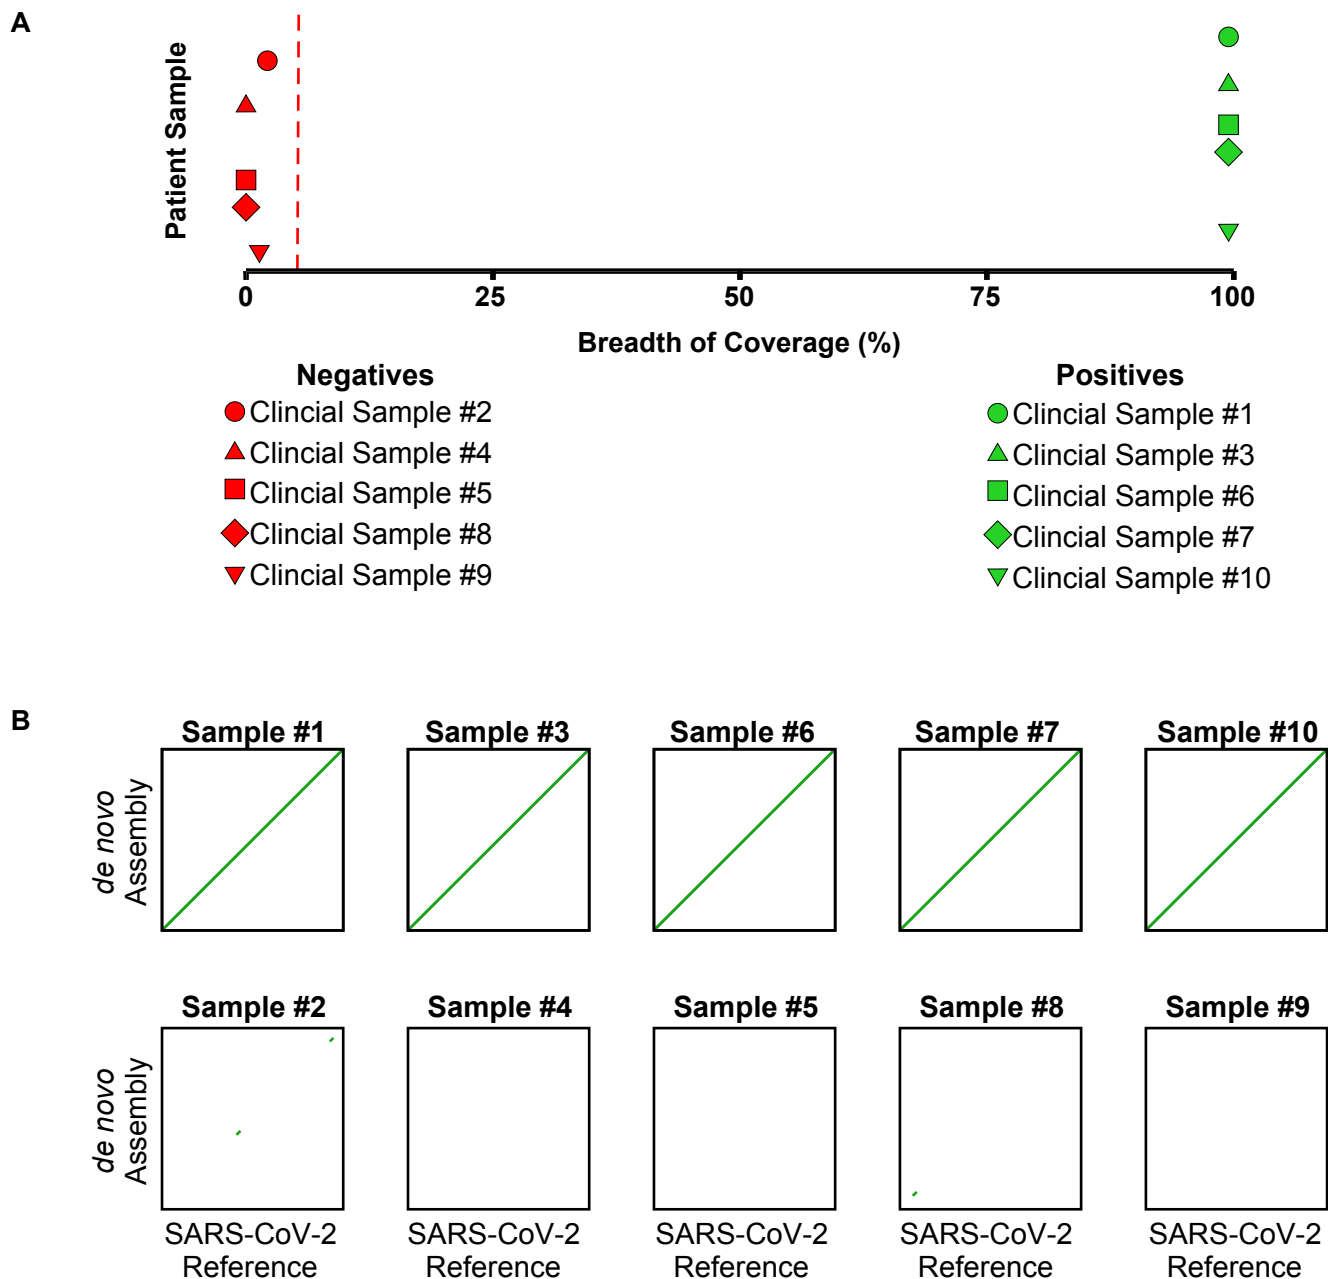 A
Patient Sample
0 25 50 75 100
Breadth of Coverage (%)
Negatives
Clincial Sample #2
Clincial Sample #4
Clincial Sample #5
Clincial Sample #8
Clincial Sample #9
Positives
Clincial Sample #1
Clincial Sample #3
Clincial Sample #6
Clincial Sample #7
Clincial Sample #10
B
Sample #1 Sample #3 Sample #6 Sample #7 Sample #10
de novo
Assembly
Sample #2 Sample #4 Sample #5 Sample #8 Sample #9
de novo
Assembly
SARS-CoV-2 SARS-CoV-2 SARS-CoV-2 SARS-CoV-2 SARS-CoV-2
Reference Reference Reference Reference Reference